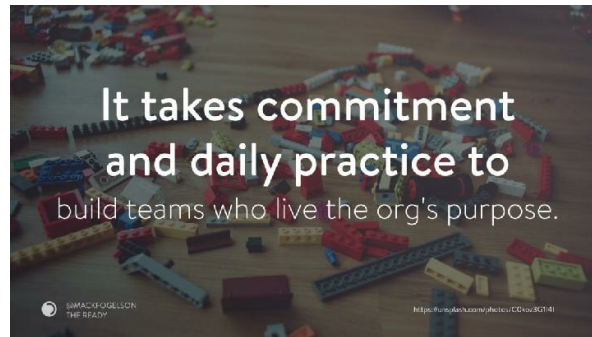 It takes commitment
and daily practice to
build teams who live the org's purpose.
@MACKFOGELSON
THE READY